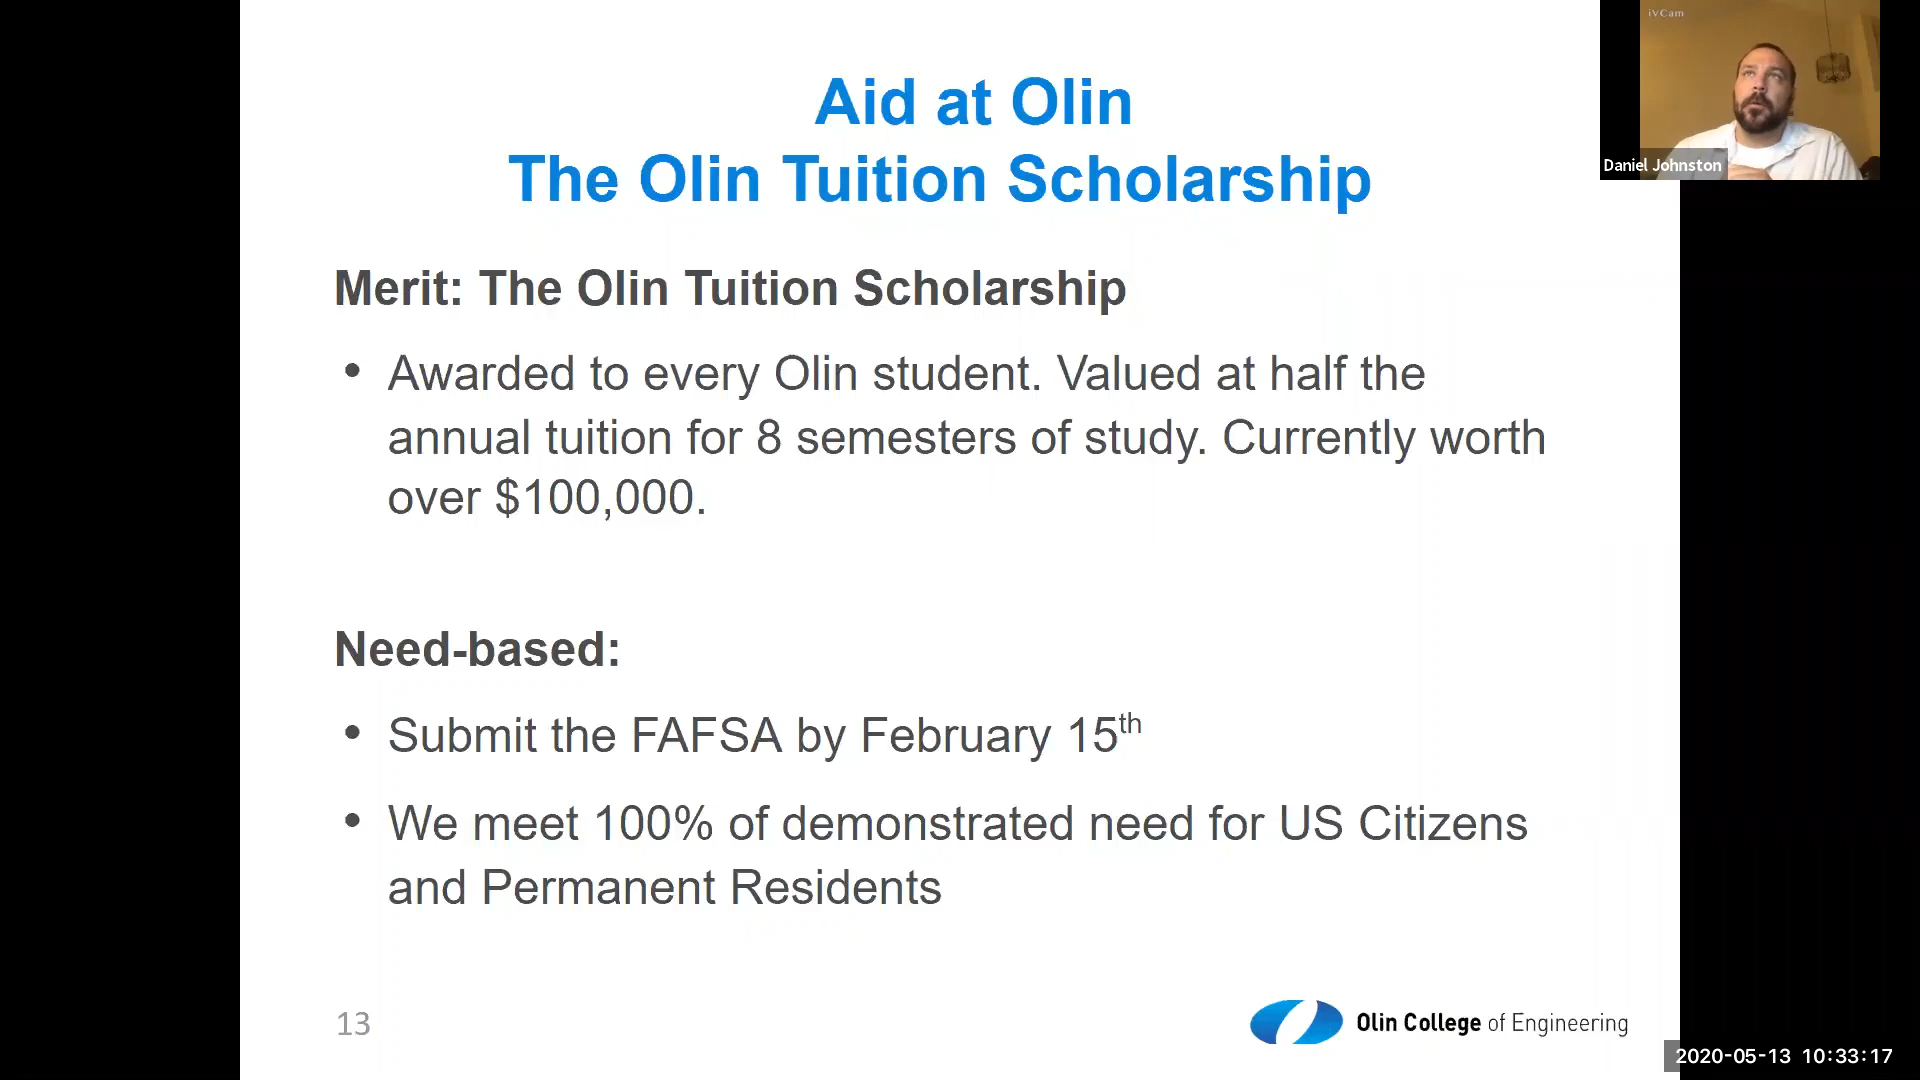 iVCam
Aid at Olin
The Olin Tuition Scholarship
Daniel Johnston
Merit: The Olin Tuition Scholarship
• Awarded to every Olin student. Valued at half the
annual tuition for 8 semesters of study. Currently worth
over $100,000.
Need-based:
• Submit the FAFSA by February 15th
• We meet 100% of demonstrated need for US Citizens
and Permanent Residents
13
Olin College of Engineering
2020-05-13 10:33:17